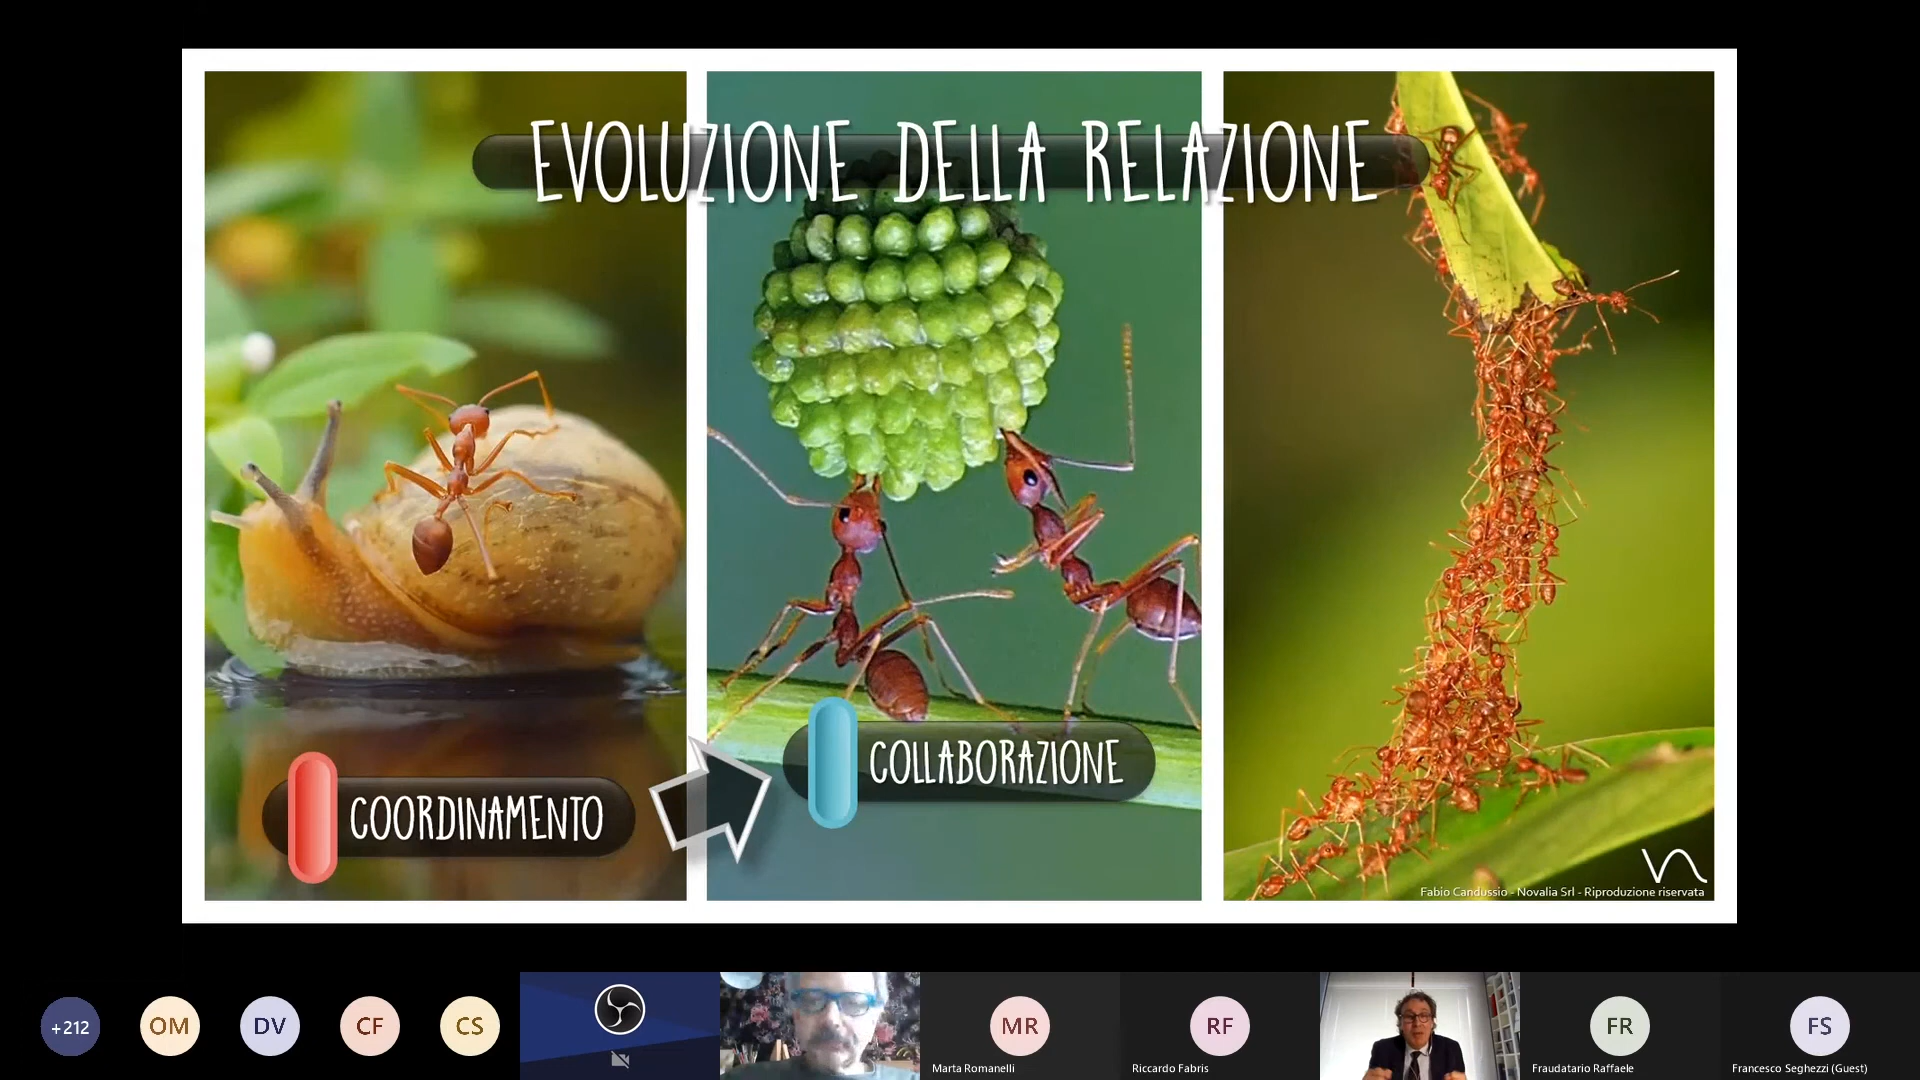 EVOLUZIONE DELLA RELAZIONE
COORDINAMENTO
COLLABORAZIONE
Fabio Candussio - Novalia Srl - Riproduzione riservata
+212
OM
DV
CF
CS
MR
Marta Romanelli
RF
Riccardo Fabris
FR
Fraudatario Raffaele
FS
Francesco Seghezzi (Guest)